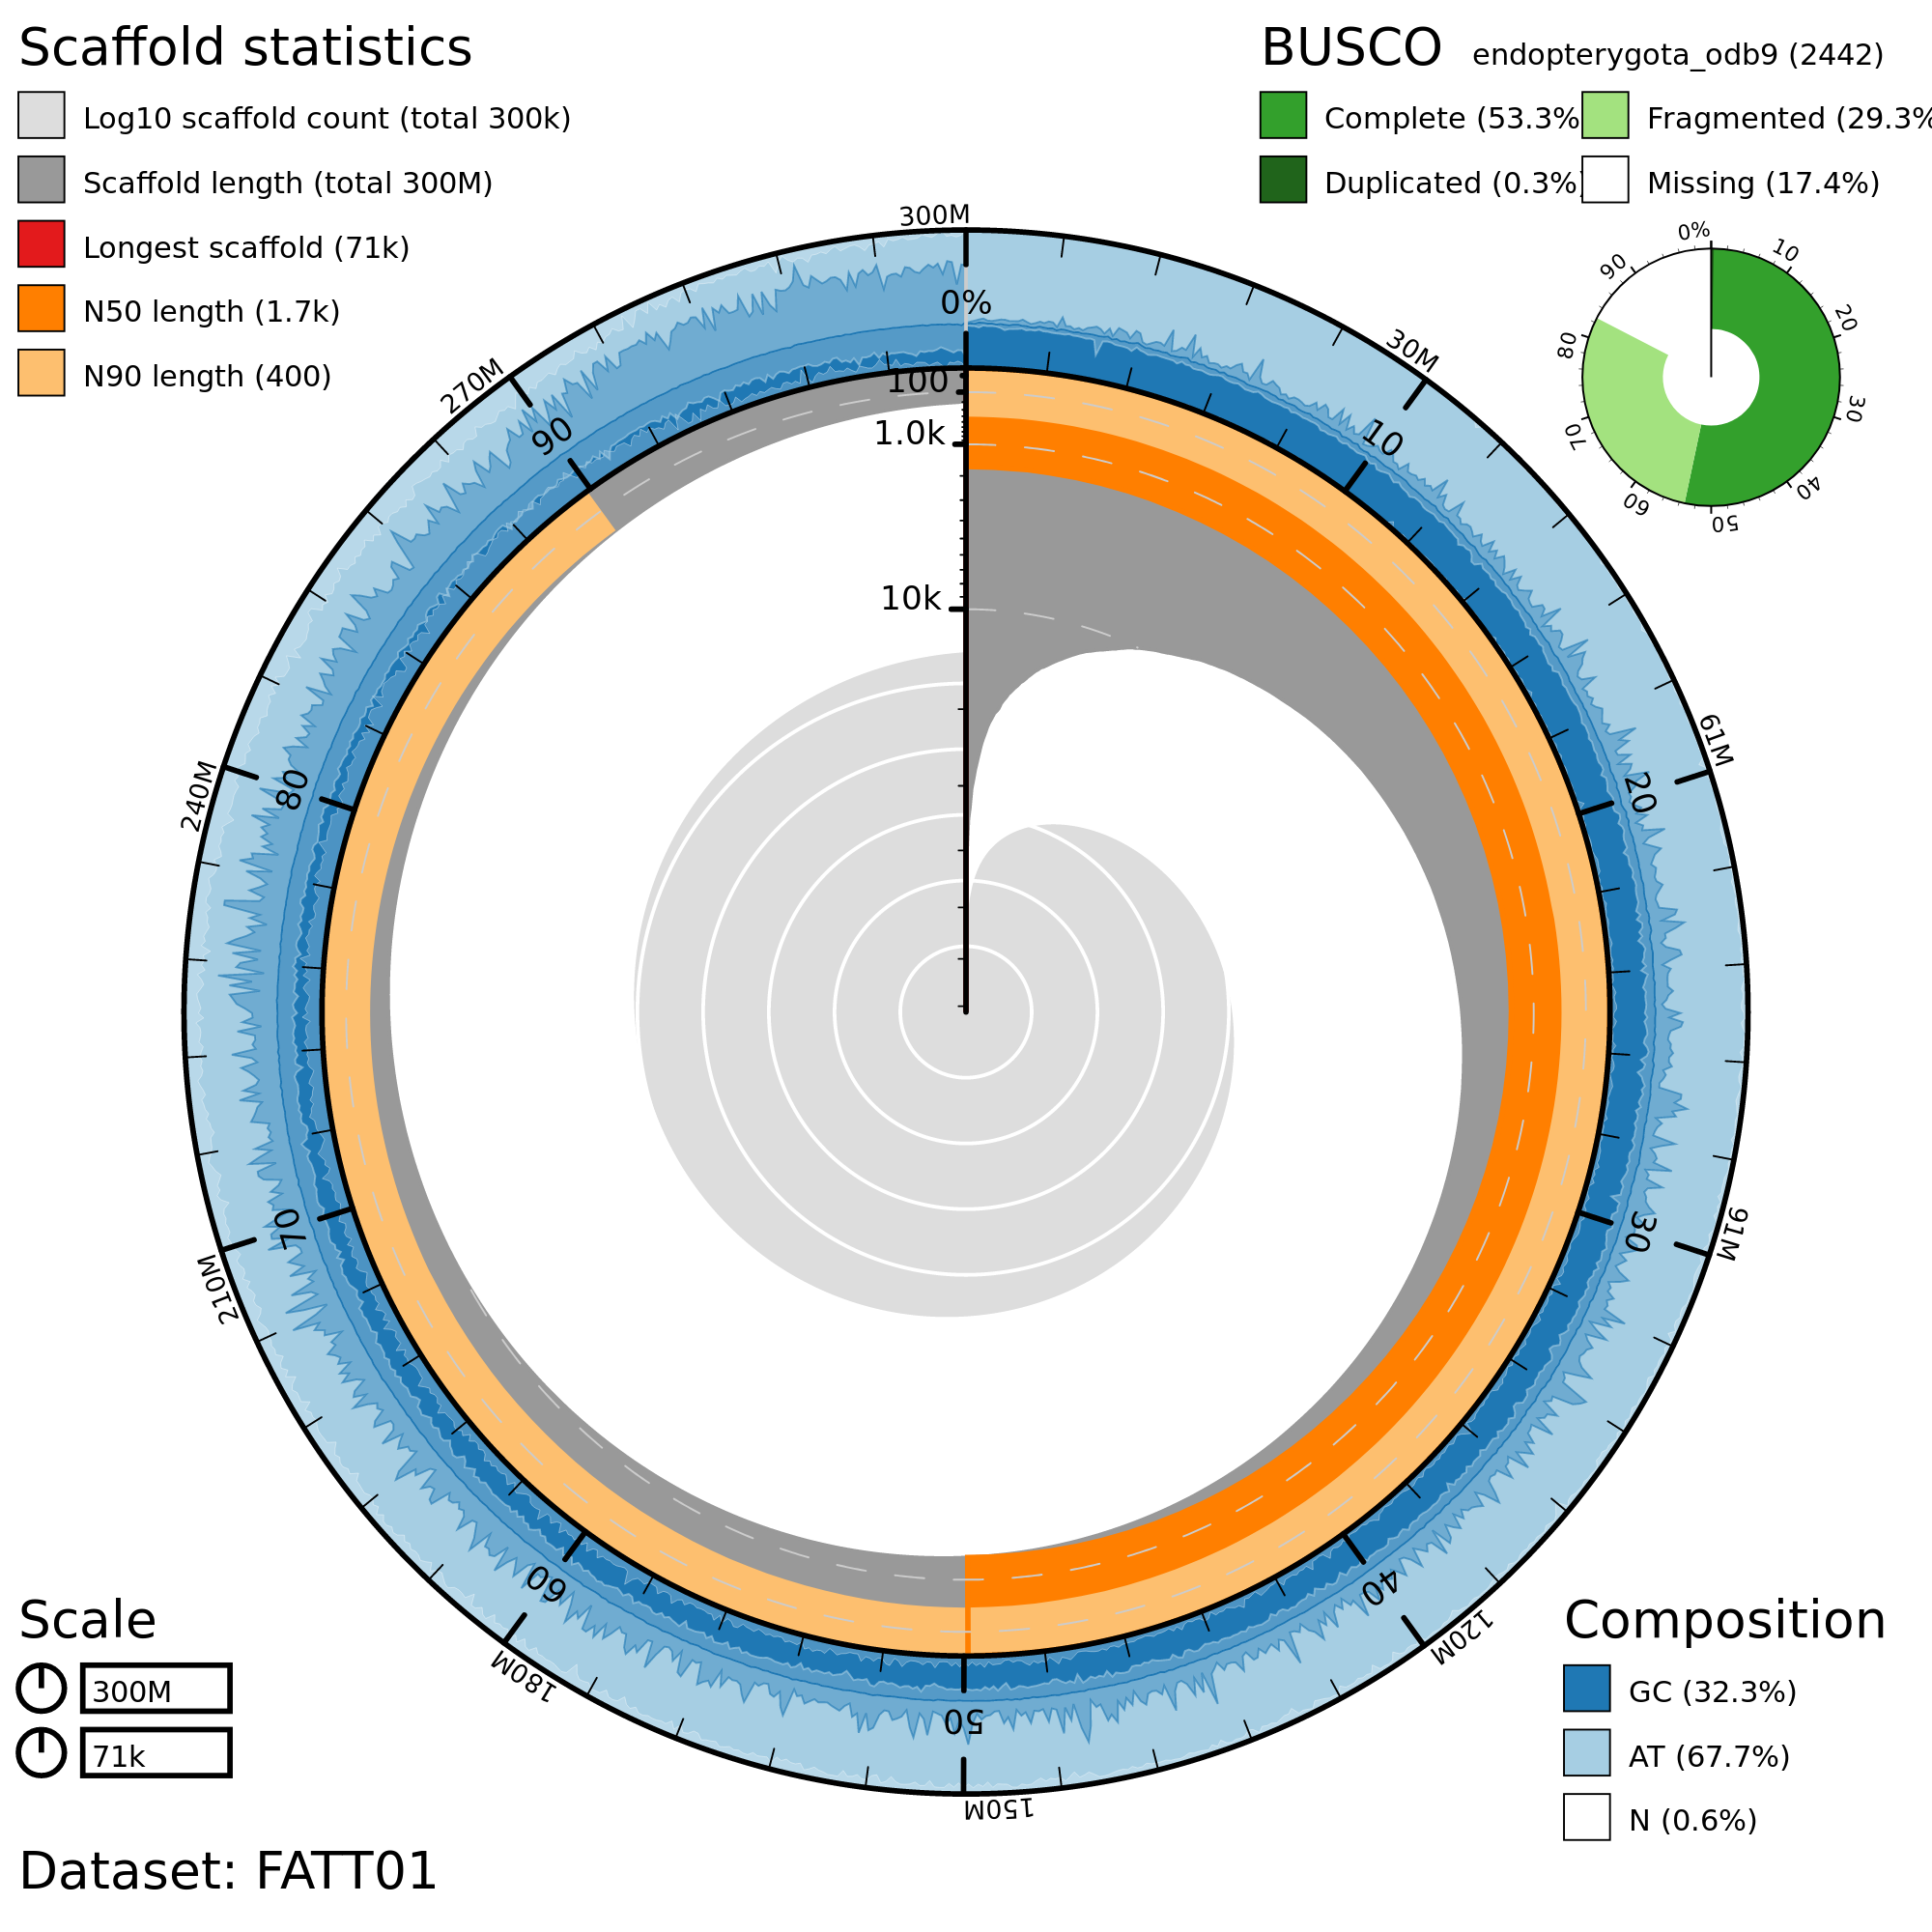 Scaffold statistics
Log10 scaffold count (total 300k)
Scaffold length (total 300M)
Longest scaffold (71k)
N50 length (1.7k)
N90 length (400)
BUSCO endopterygota_odb9 (2442)
Complete (53.3%
Fragmented (29.3%
Duplicated (0.3%)
Missing (17.4%)
0%
10
20
30
40
50
60
70
80
90
300M
30M
61M
91M
120M
150M
180M
210M
240M
270M
0%
10
20
30
40
50
60
70
80
90
100
1.0k
10k
Scale
300M
71k
Composition
GC (32.3%)
AT (67.7%)
N (0.6%)
Dataset: FATT01